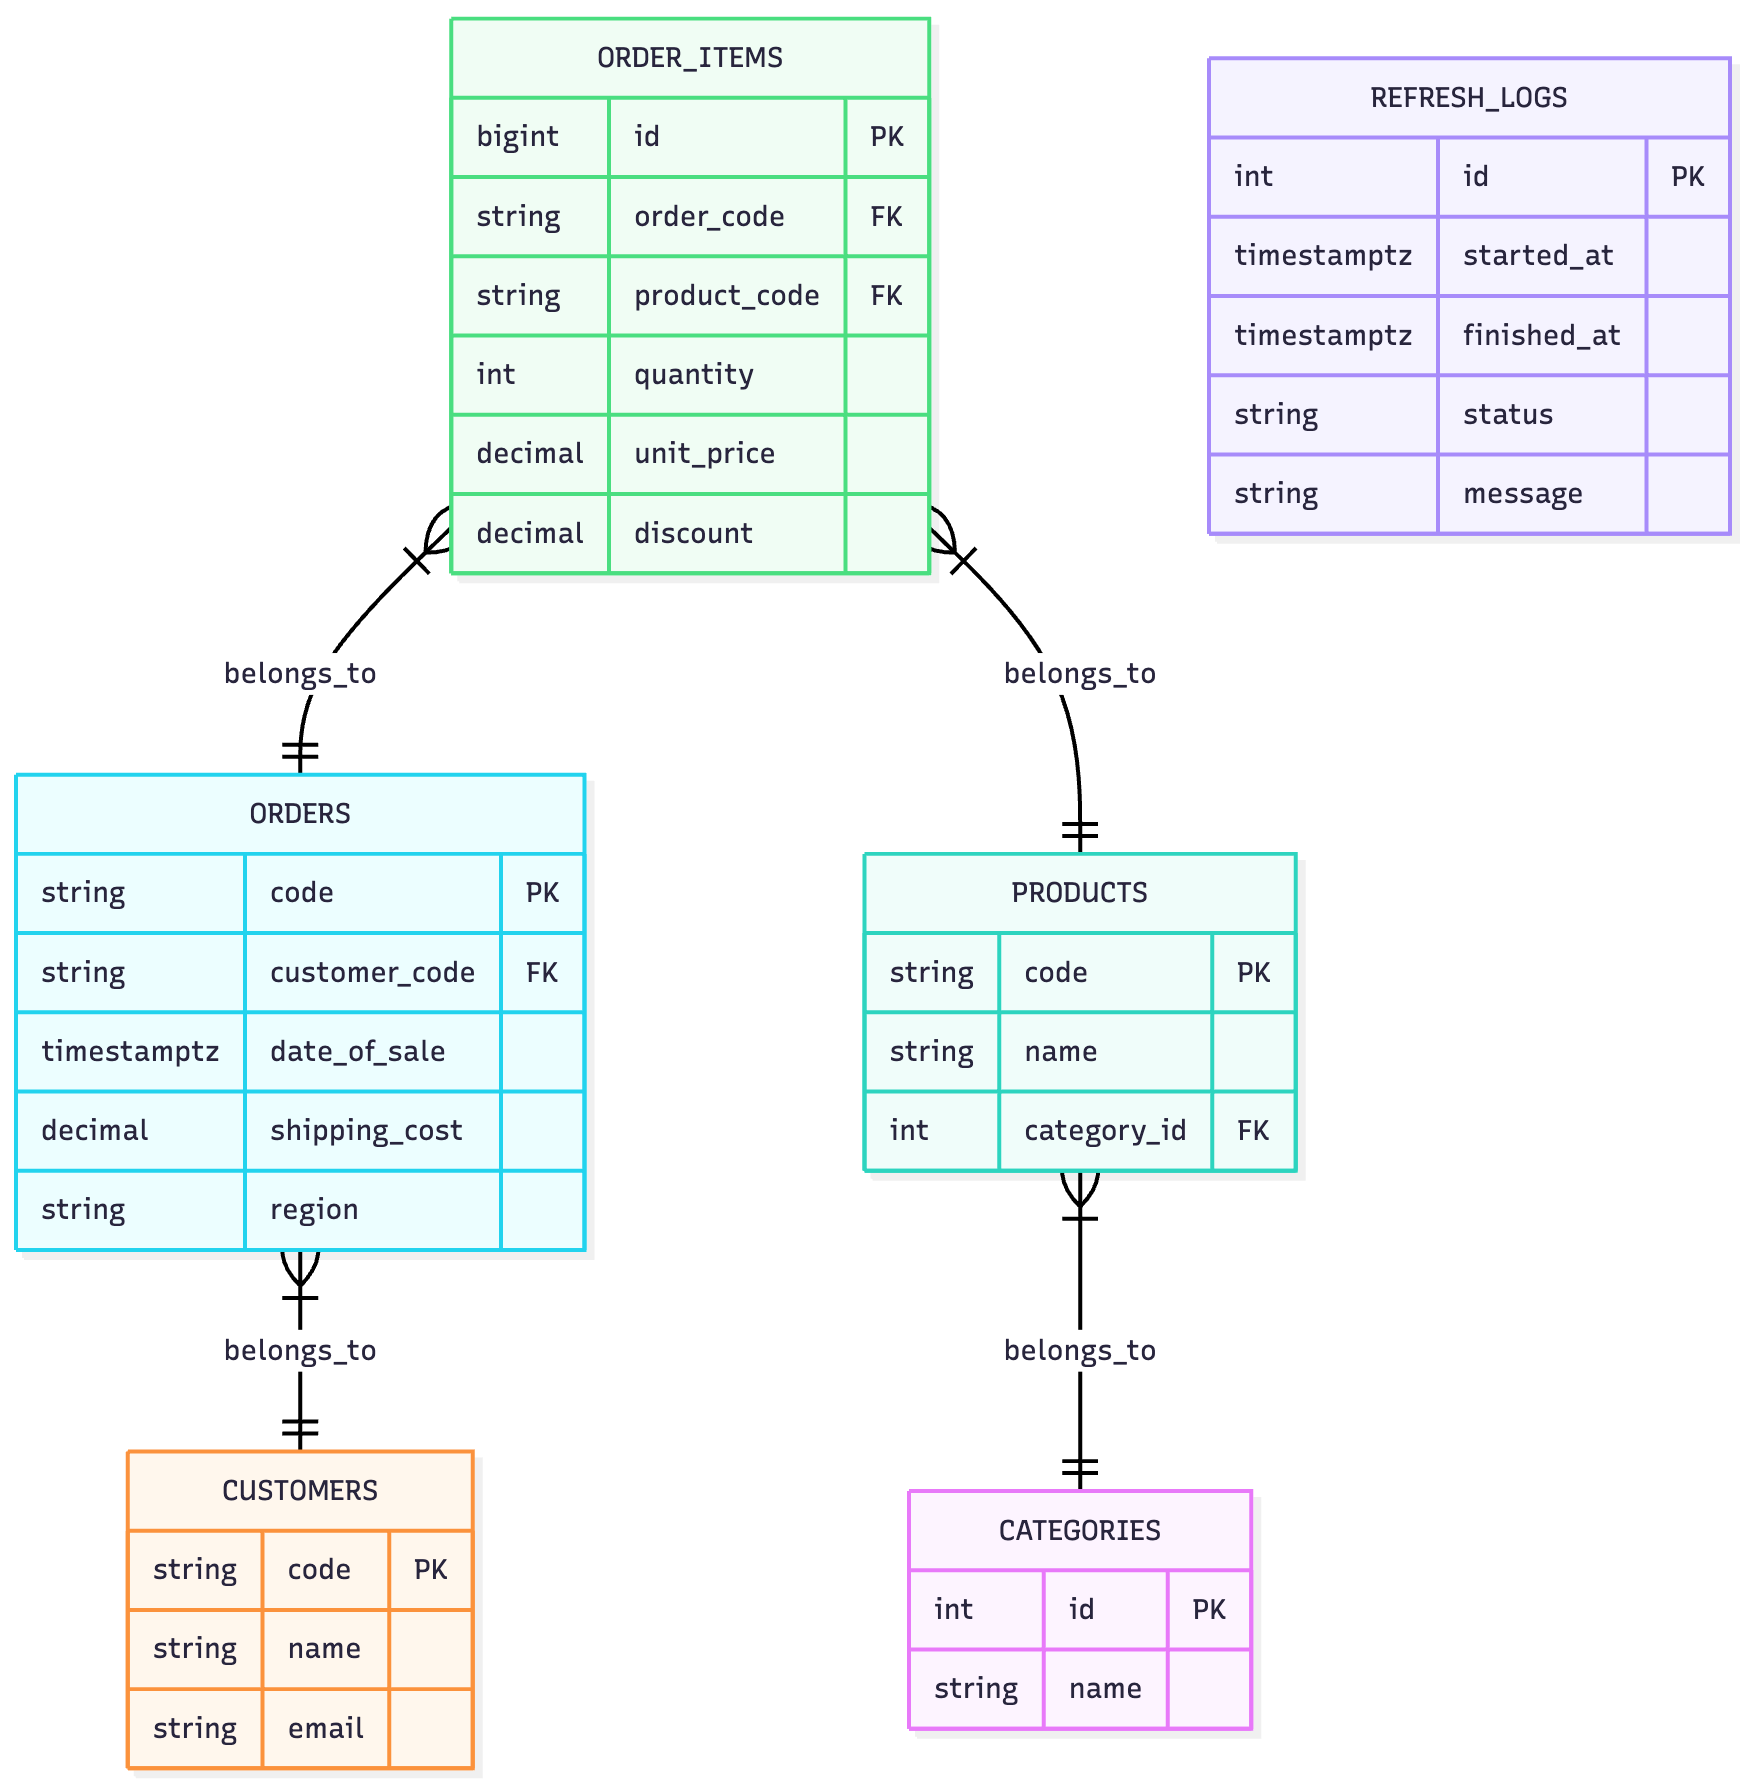 ORDER_ITEMS
bigint id PK
string order_code FK
string product_code FK
int quantity
decimal unit_price
decimal discount
REFRESH_LOGS
int id PK
timestamptz started_at
timestamptz finished_at
string status
string message
belongs_to
belongs_to
ORDERS
string code PK
string customer_code FK
timestamptz date_of_sale
decimal shipping_cost
string region
PRODUCTS
string code PK
string name
int category_id FK
belongs_to
belongs_to
CUSTOMERS
string code PK
string name
string email
CATEGORIES
int id PK
string name